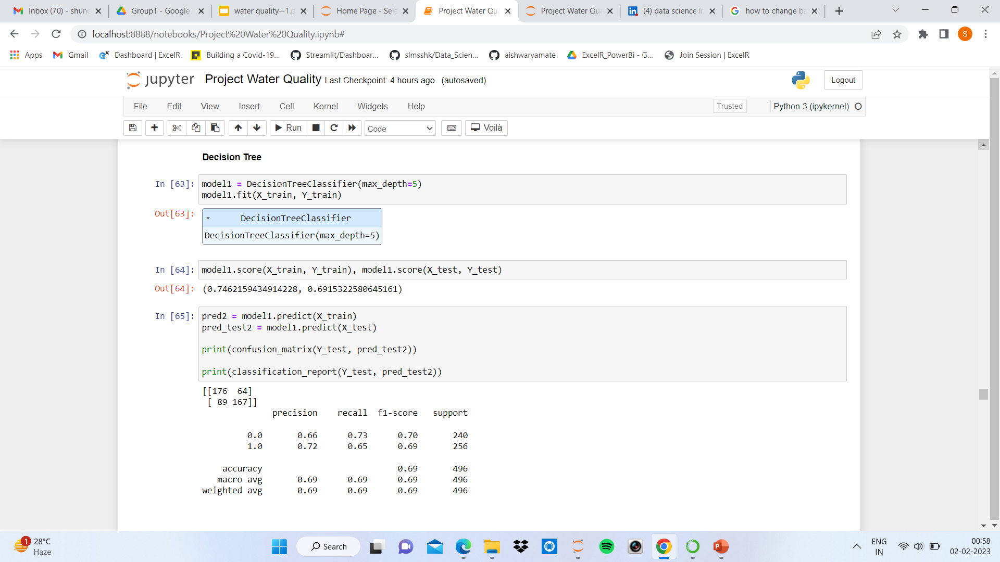 Inbox (70) - shun
Group1 - Google
water quality--1.p
Home Page - Sele
Project Water Qu
Project Water Qu
(4) data science in
how to change ba
localhost:8888/notebooks/Project%20Water%20Quality.ipynb#
S
Apps
Gmail
Dashboard | ExcelR
Building a Covid-19...
Streamlit/Dashboar...
slmsshk/Data_Scien...
aishwaryamate
ExcelR_PowerBi - G...
Join Session | ExcelR
jupyter Project Water Quality Last Checkpoint: 4 hours ago (autosaved)
Logout
File Edit View Insert Cell Kernel Widgets Help
Trusted
Python 3 (ipykernel)
Run
Code
Voilà
Decision Tree
In [63]: model1 = DecisionTreeClassifier(max_depth=5)
model1.fit(X_train, Y_train)
Out[63]:
DecisionTreeClassifier
DecisionTreeClassifier(max_depth=5)
In [64]: model1.score(X_train, Y_train), model1.score(X_test, Y_test)
Out[64]: (0.7462159434914228, 0.6915322580645161)
In [65]: pred2 = model1.predict(X_train)
pred_test2 = model1.predict(X_test)
print(confusion_matrix(Y_test, pred_test2))
print(classification_report(Y_test, pred_test2))
[[176  64]
 [ 89 167]]
precision recall f1-score support
0.0 0.66 0.73 0.70 240
1.0 0.72 0.65 0.69 256
accuracy 0.69 496
macro avg 0.69 0.69 0.69 496
weighted avg 0.69 0.69 0.69 496
1
28°C
Haze
Search
ENG
IN
00:58
02-02-2023